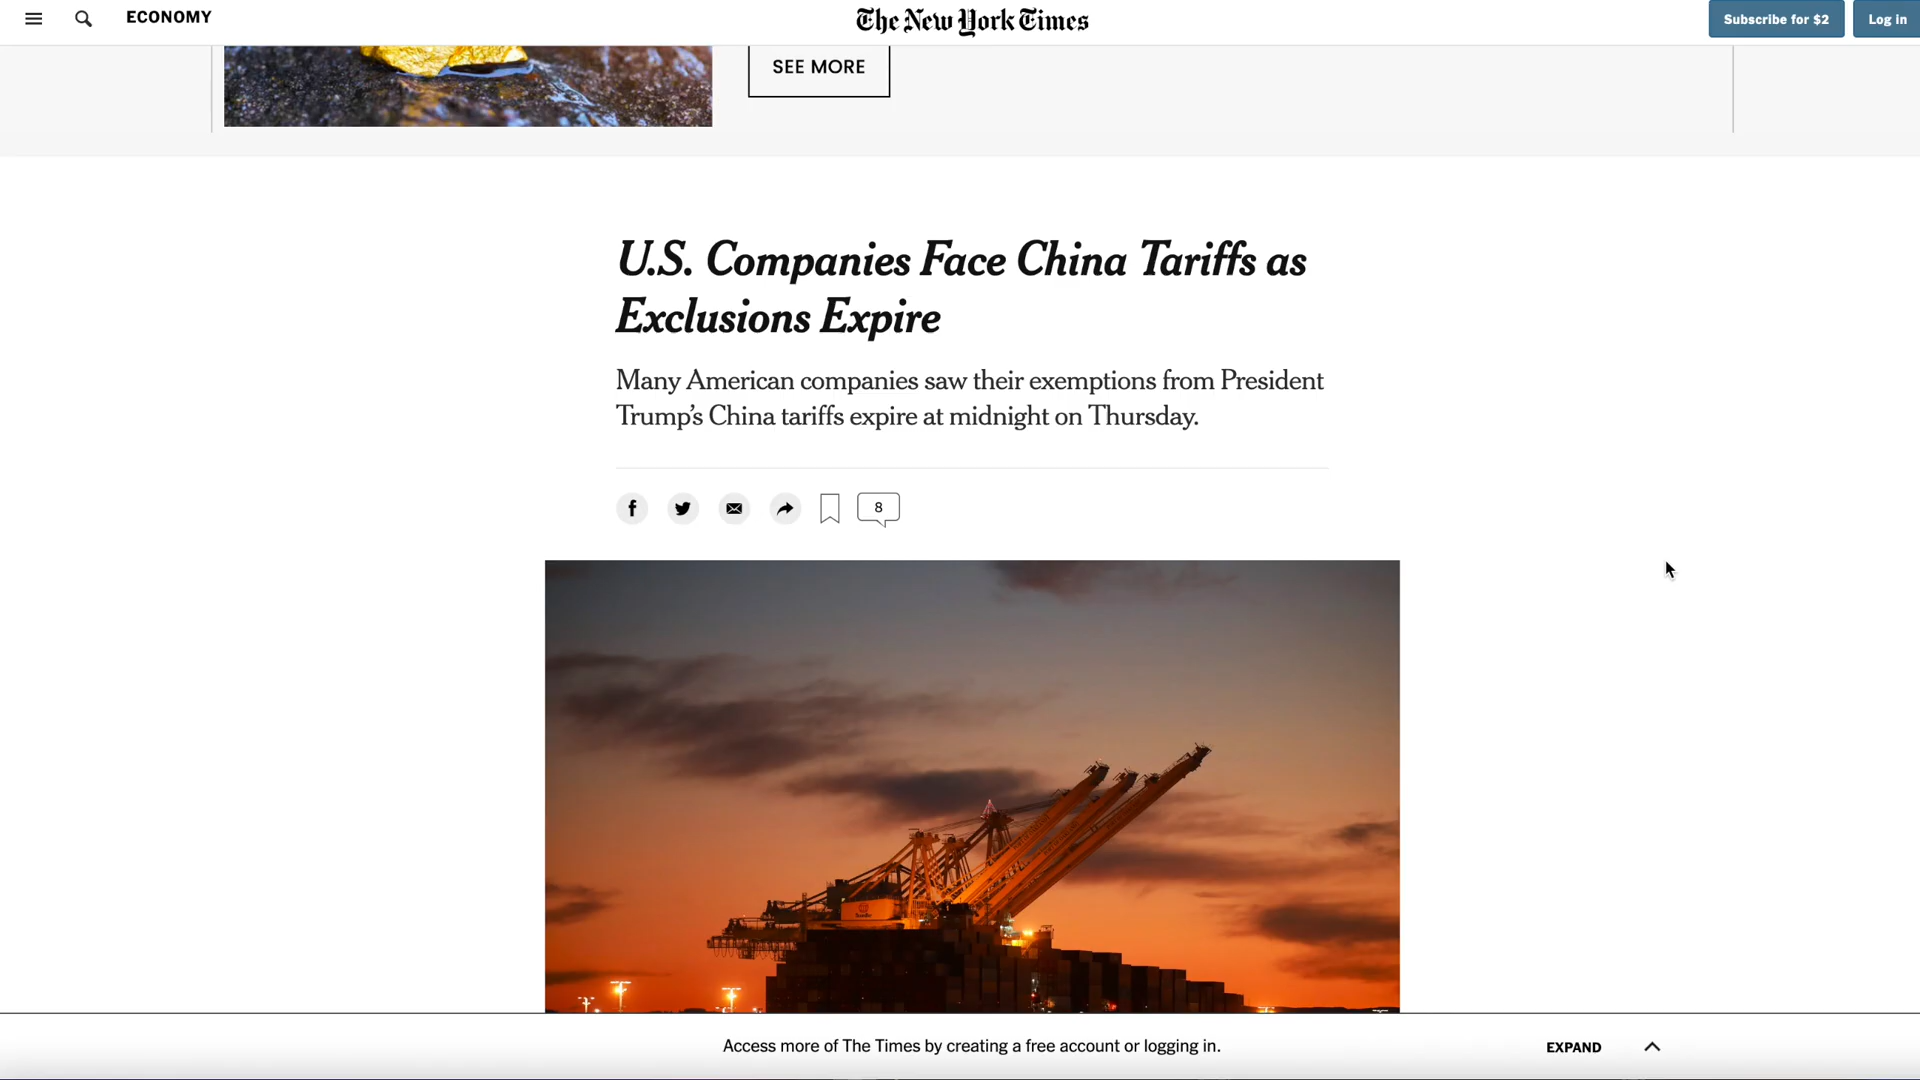 ECONOMY
The New York Times
Subscribe for $2
Log in
SEE MORE
U.S. Companies Face China Tariffs as
Exclusions Expire
Many American companies saw their exemptions from President
Trump’s China tariffs expire at midnight on Thursday.
8
Access more of The Times by creating a free account or logging in.
EXPAND